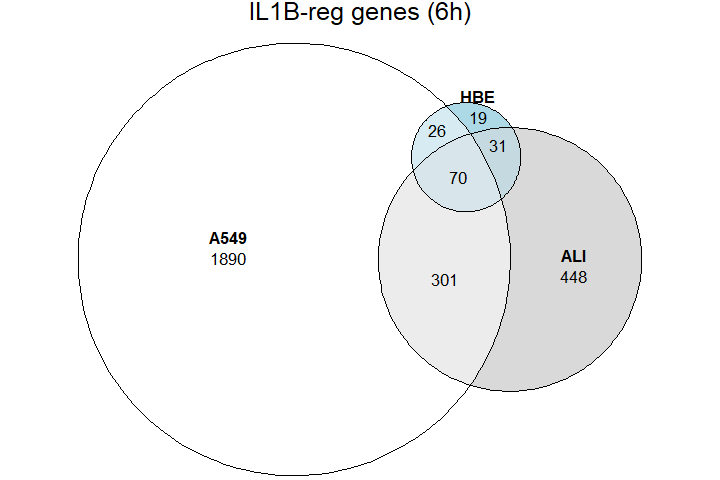 IL1B-reg genes (6h)
HBE
19
26
31
70
A549
1890
ALI
448
301